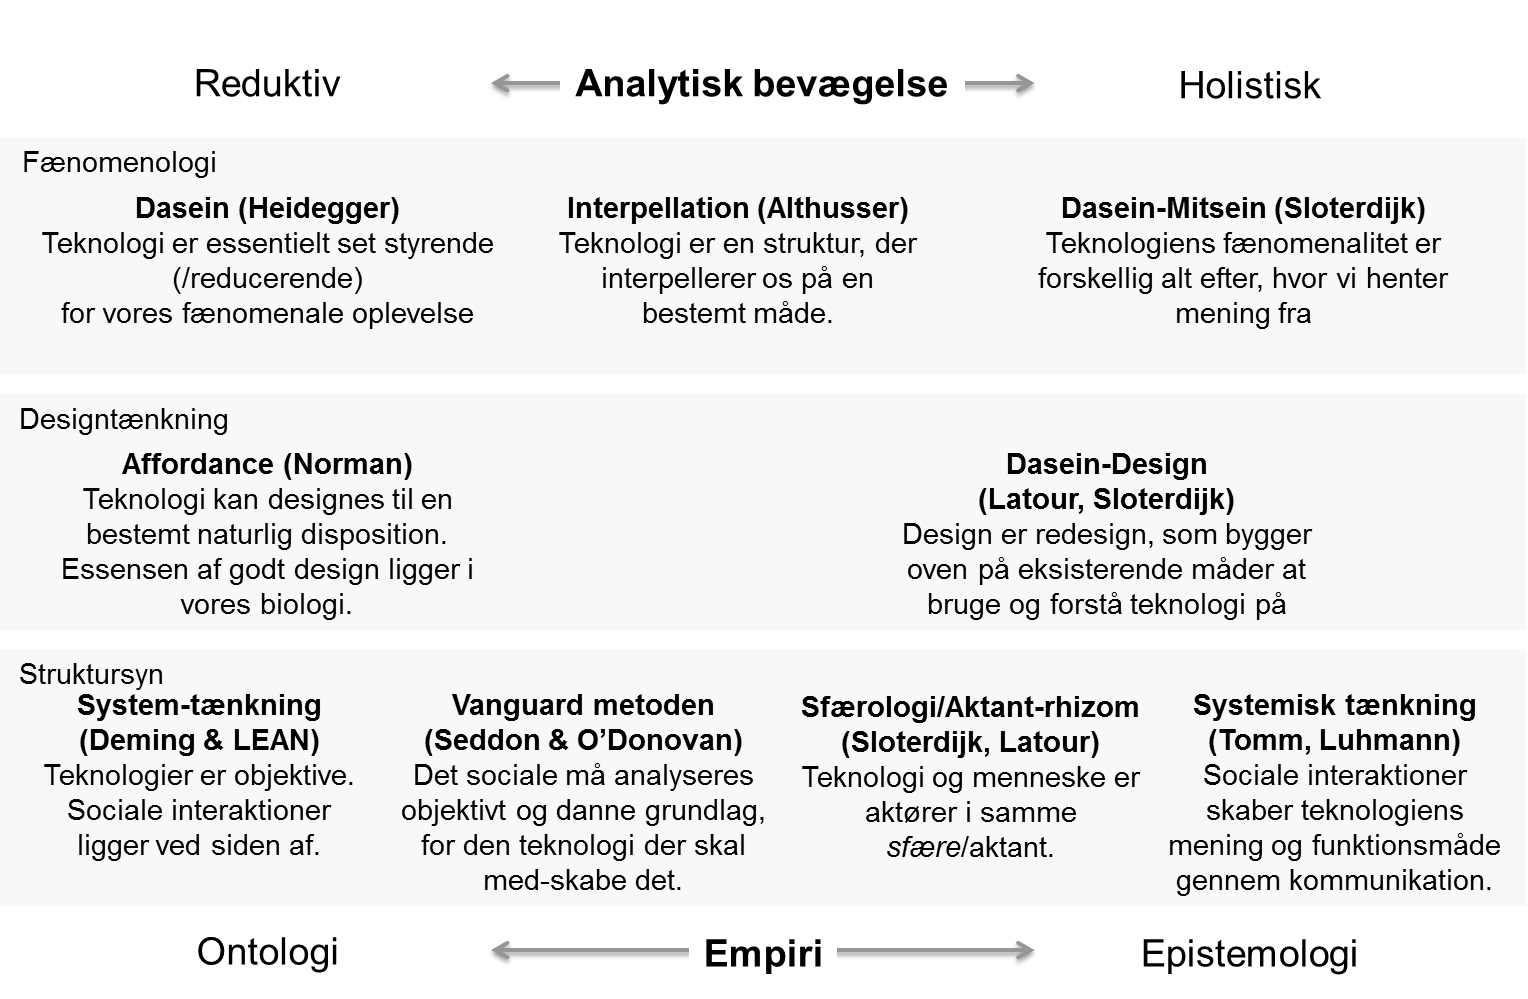 Reduktiv
Analytisk bevægelse
Holistisk
Fænomenologi
Dasein (Heidegger)
Teknologi er essentielt set styrende
(/reducerende)
for vores fænomenale oplevelse
Interpellation (Althusser)
Teknologi er en struktur, der
interpellerer os på en
bestemt måde.
Dasein-Mitsein (Sloterdijk)
Teknologiens fænomenalitet er
forskellig alt efter, hvor vi henter
mening fra
Designtænkning
Affordance (Norman)
Teknologi kan designes til en
bestemt naturlig disposition.
Essensen af godt design ligger i
vores biologi.
Dasein-Design
(Latour, Sloterdijk)
Design er redesign, som bygger
oven på eksisterende måder at
bruge og forstå teknologi på
Struktursyn
System-tænkning
(Deming & LEAN)
Teknologier er objektive.
Sociale interaktioner
ligger ved siden af.
Vanguard metoden
(Seddon & O’Donovan)
Det sociale må analyseres
objektivt og danne grundlag,
for den teknologi der skal
med-skabe det.
Sfærologi/Aktant-rhizom
(Sloterdijk, Latour)
Teknologi og menneske er
aktører i samme
sfære/aktant.
Systemisk tænkning
(Tomm, Luhmann)
Sociale interaktioner
skaber teknologiens
mening og funktionsmåde
gennem kommunikation.
Ontologi
Empiri
Epistemologi